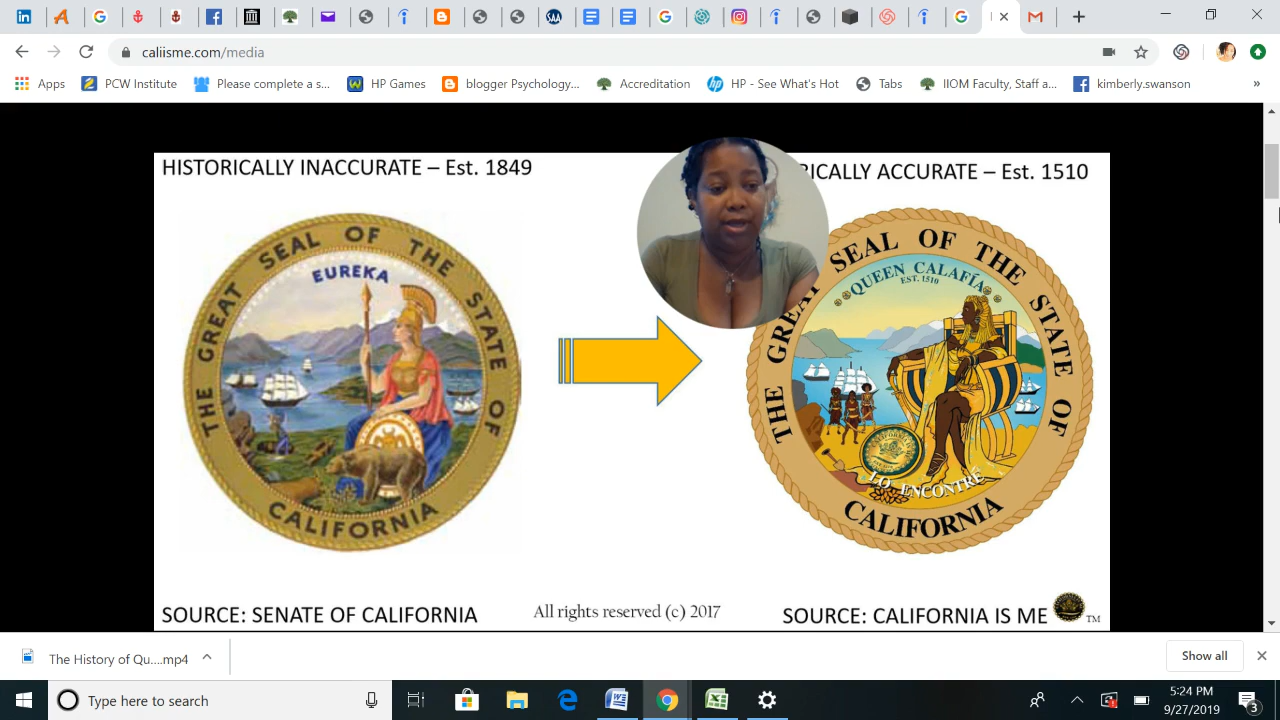 caliisme.com/media
Apps
PCW Institute
Please complete a s...
HP Games
blogger Psychology...
Accreditation
HP - See What's Hot
Tabs
IIOM Faculty, Staff a...
kimberly.swanson
»
HISTORICALLY INACCURATE – Est. 1849
RICALLY ACCURATE – Est. 1510
THE GREAT SEAL OF THE STATE OF
CALIFORNIA
EUREKA
THE GREAT SEAL OF THE STATE OF
CALIFORNIA
QUEEN CALAFÍA
EST. 1510
LO ENCONTRÉ
SOURCE: SENATE OF CALIFORNIA
All rights reserved (c) 2017
SOURCE: CALIFORNIA IS ME
TM
The History of Qu....mp4
Show all
Type here to search
5:24 PM
9/27/2019
3